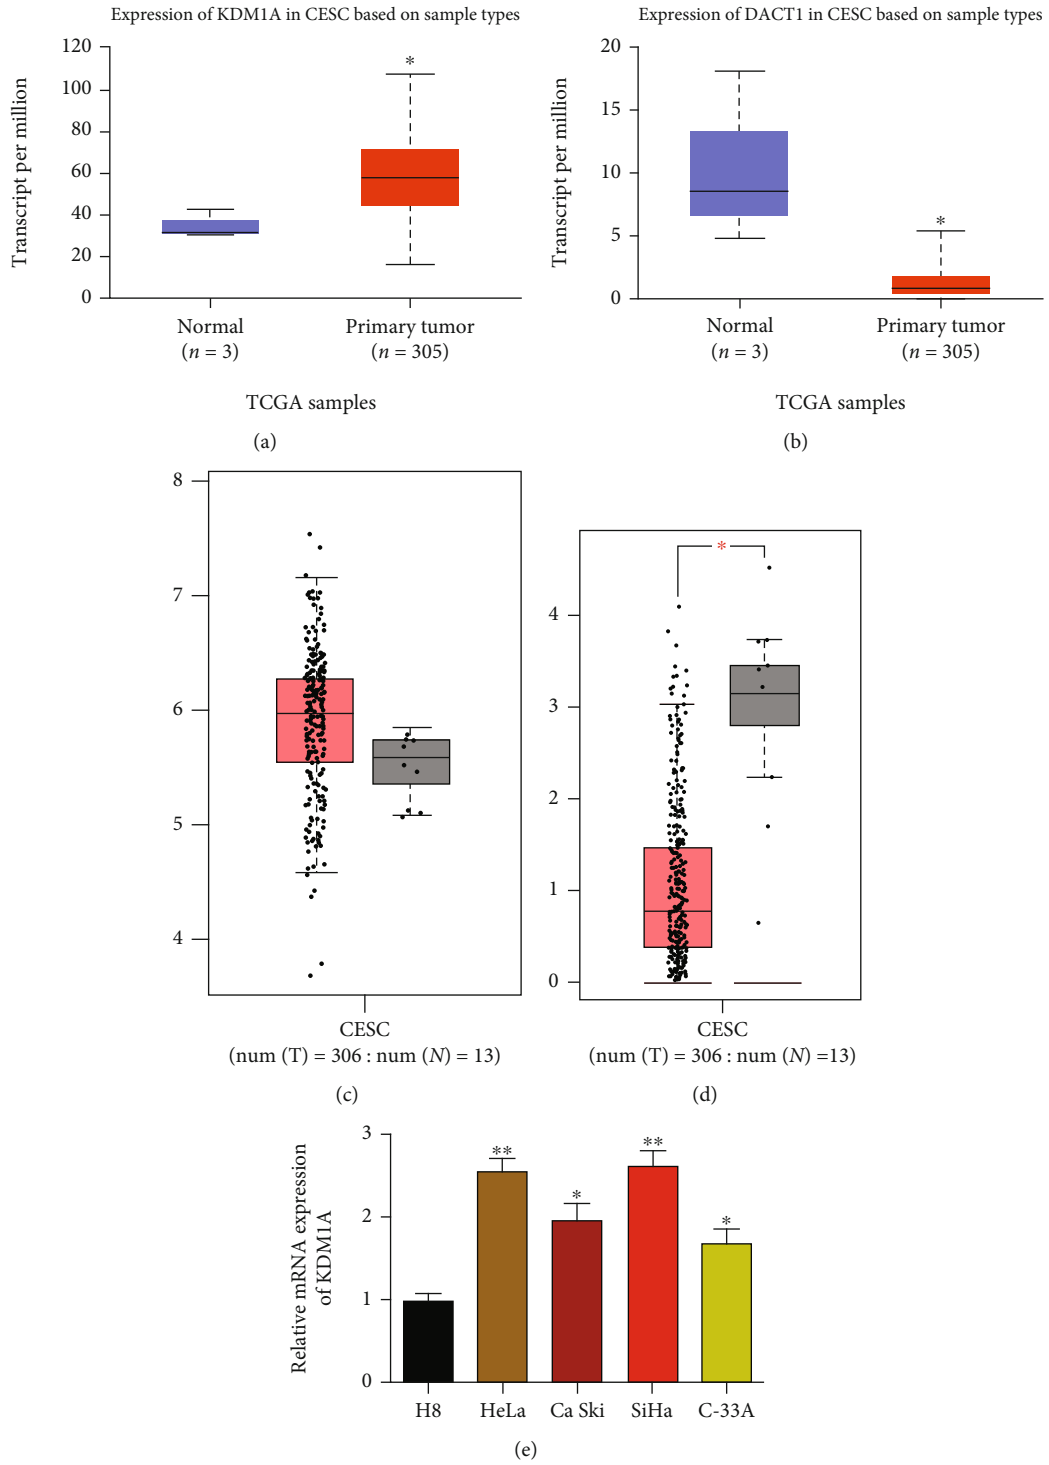 Expression of KDM1A in CESC based on sample types
120
100
80
60
40
20
0
Transcript per million
*
Normal
(n = 3)
Primary tumor
(n = 305)
TCGA samples
(a)
Expression of DACT1 in CESC based on sample types
20
15
10
5
0
Transcript per million
*
Normal
(n = 3)
Primary tumor
(n = 305)
TCGA samples
(b)
8
7
6
5
4
CESC
(num (T) = 306 : num (N) = 13)
(c)
*
4
3
2
1
0
CESC
(num (T) = 306 : num (N) =13)
(d)
Relative mRNA expression
of KDM1A
3
2
1
0
**
*
**
*
H8
HeLa
Ca Ski
SiHa
C-33A
(e)